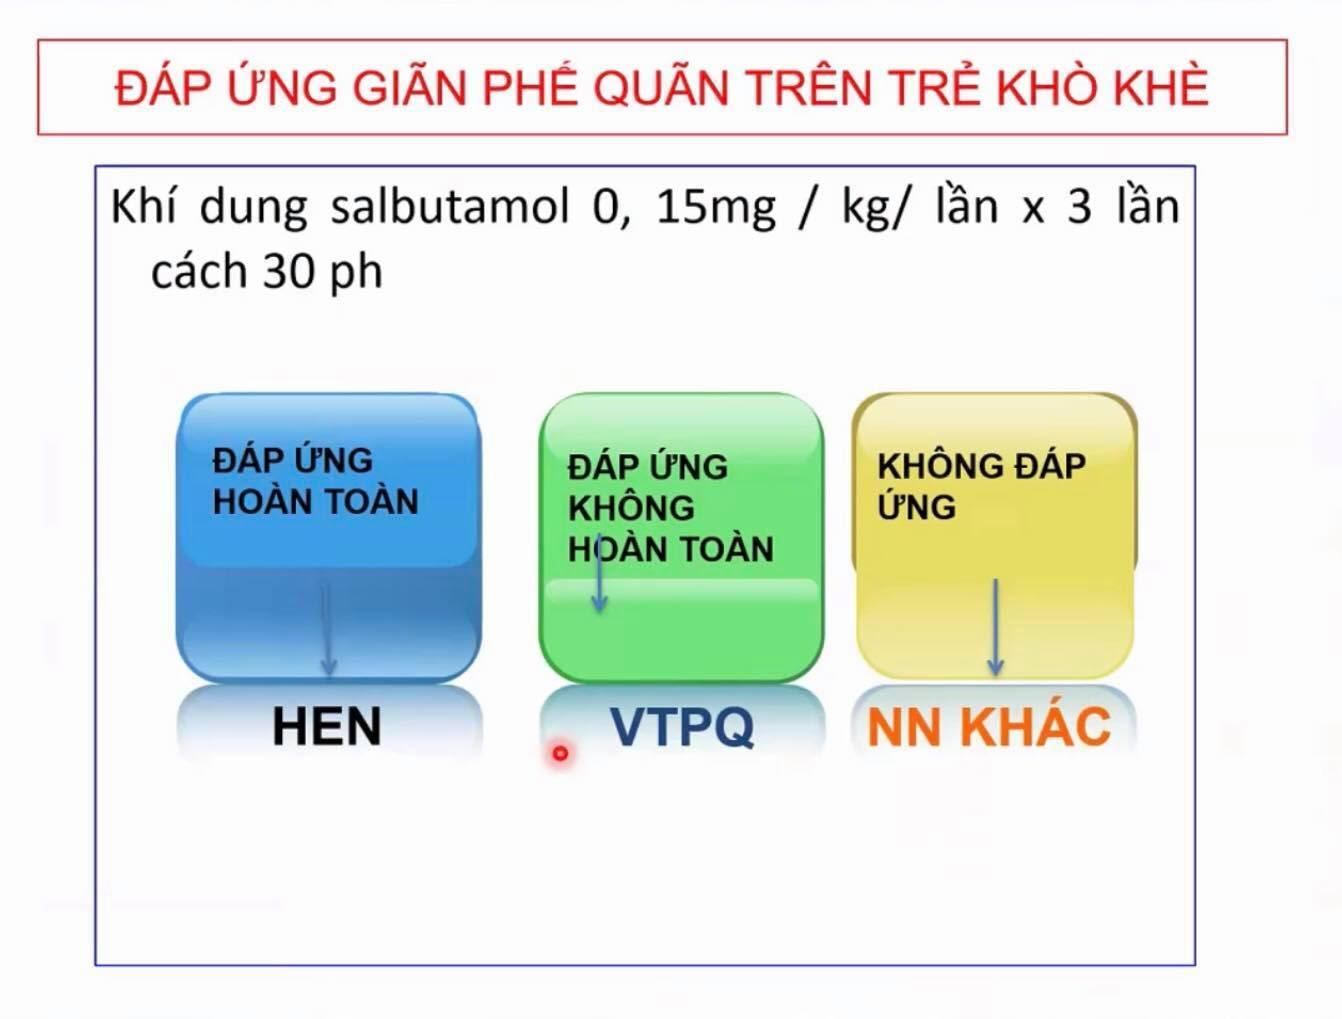 ĐÁP ỨNG GIÃN PHẾ QUÃN TRÊN TRẺ KHÒ KHÈ
Khí dung salbutamol 0, 15mg / kg/ lần x 3 lần
cách 30 ph
ĐÁP ỨNG
HOÀN TOÀN
ĐÁP ỨNG
KHÔNG
HOÀN TOÀN
KHÔNG ĐÁP
ỨNG
HEN
VTPQ
NN KHÁC